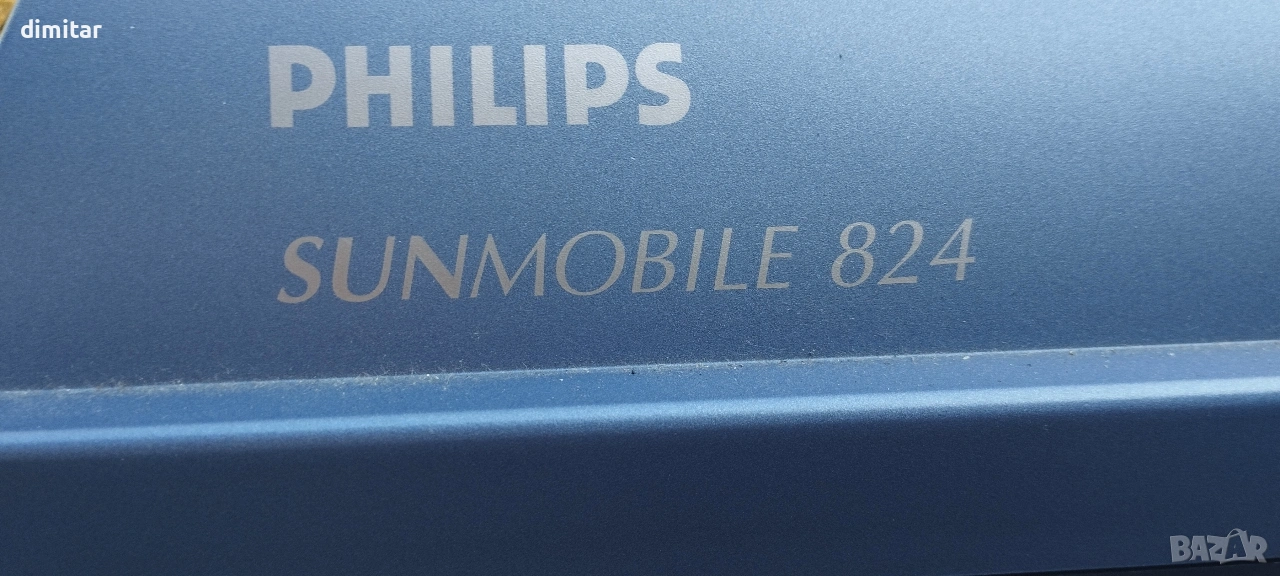 dimitar
PHILIPS
SUNMOBILE 824
BAZAR